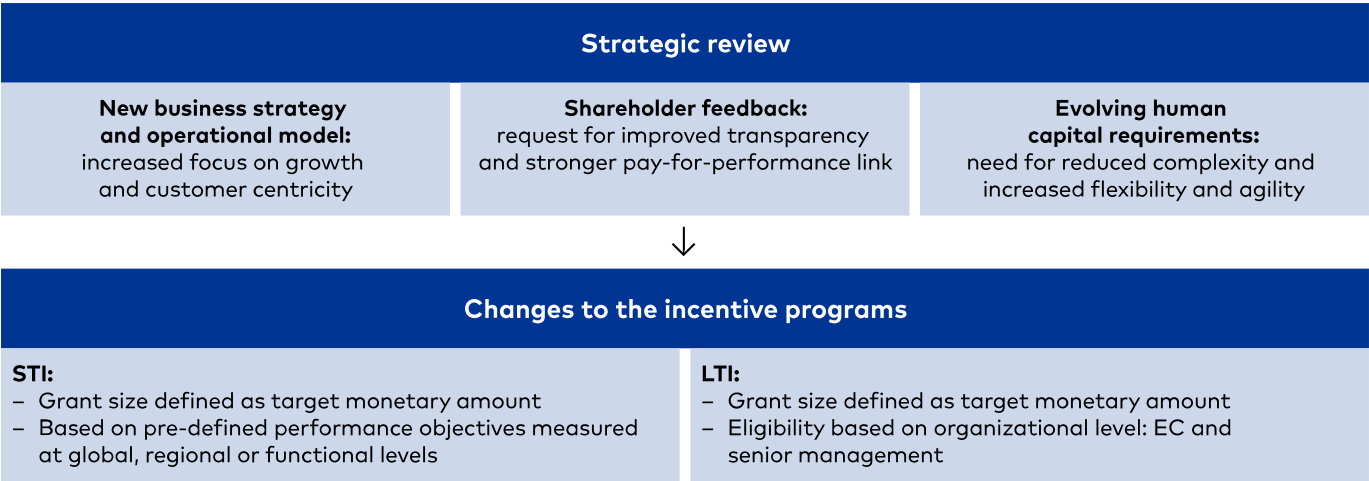 Strategic review
New business strategy
and operational model:
increased focus on growth
and customer centricity
Shareholder feedback:
request for improved transparency
and stronger pay-for-performance link
Evolving human
capital requirements:
need for reduced complexity and
increased flexibility and agility
↓
Changes to the incentive programs
STI:
– Grant size defined as target monetary amount
– Based on pre-defined performance objectives measured
at global, regional or functional levels
LTI:
– Grant size defined as target monetary amount
– Eligibility based on organizational level: EC and
senior management